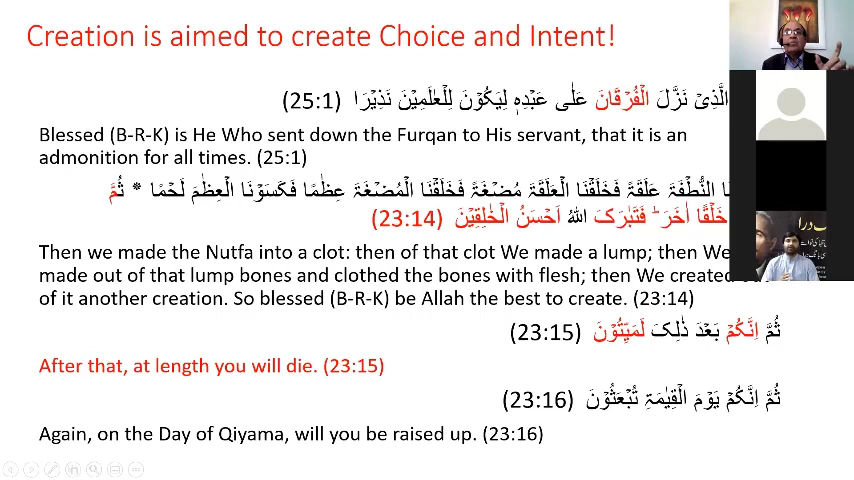 Creation is aimed to create Choice and Intent!
الَّذِىۡ نَزَّلَ الۡفُرۡقَانَ عَلٰى عَبۡدِهٖ لِيَكُوۡنَ لِلۡعٰلَمِيۡنَ نَذِيۡرَا (25:1)
Blessed (B-R-K) is He Who sent down the Furqan to His servant, that it is an
admonition for all times. (25:1)
النُّطۡفَةَ عَلَقَةً فَخَلَقۡنَا الۡعَلَقَةَ مُضۡغَةً فَخَلَقۡنَا الۡمُضۡغَةَ عِظٰمًا فَكَسَوۡنَا الۡعِظٰمَ لَحۡمًا * ثُمَّ
خَلۡقًا اٰخَرَ ؕ فَتَبٰرَکَ اللّٰهُ اَحۡسَنُ الۡخٰلِقِيۡنَ (23:14)
Then we made the Nutfa into a clot: then of that clot We made a lump; then We
made out of that lump bones and clothed the bones with flesh; then We created
of it another creation. So blessed (B-R-K) be Allah the best to create. (23:14)
ثُمَّ اِنَّكُمۡ بَعۡدَ ذٰلِکَ لَمَيِّتُوۡنَ (23:15)
After that, at length you will die. (23:15)
ثُمَّ اِنَّكُمۡ يَوۡمَ الۡقِيٰمَةِ تُبۡعَثُوۡنَ (23:16)
Again, on the Day of Qiyama, will you be raised up. (23:16)